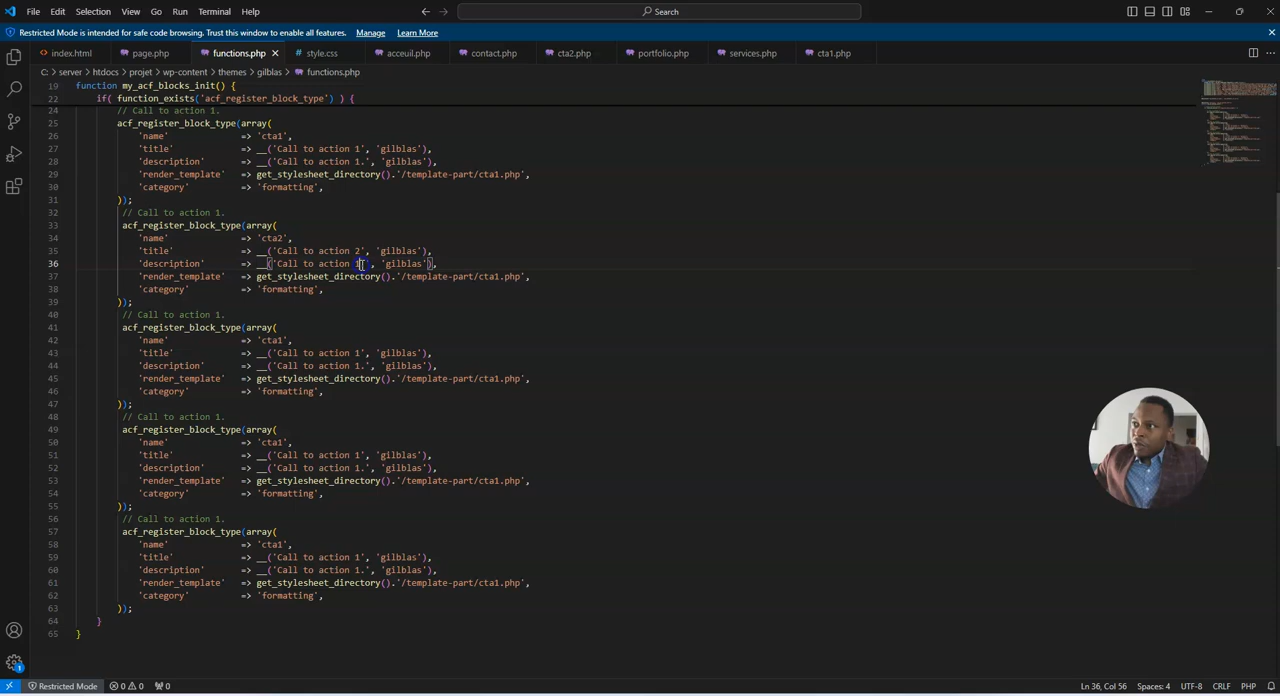 File Edit Selection View Go Run Terminal Help Search
Restricted Mode is intended for safe code browsing. Trust this window to enable all features. Manage Learn More
index.html page.php functions.php style.css acceuil.php contact.php cta2.php portfolio.php services.php cta1.php
C: > server > htdocs > projet > wp-content > themes > gilblas > functions.php
19 function my_acf_blocks_init() {
22 if( function_exists('acf_register_block_type') ) {
24 // Call to action 1.
25 acf_register_block_type(array(
26 'name' => 'cta1',
27 'title' => __('Call to action 1', 'gilblas'),
28 'description' => __('Call to action 1.', 'gilblas'),
29 'render_template' => get_stylesheet_directory().'/template-part/cta1.php',
30 'category' => 'formatting',
31 ));
32 // Call to action 1.
33 acf_register_block_type(array(
34 'name' => 'cta2',
35 'title' => __('Call to action 2', 'gilblas'),
36 'description' => __('Call to action 1.', 'gilblas'),
37 'render_template' => get_stylesheet_directory().'/template-part/cta1.php',
38 'category' => 'formatting',
39 ));
40 // Call to action 1.
41 acf_register_block_type(array(
42 'name' => 'cta1',
43 'title' => __('Call to action 1', 'gilblas'),
44 'description' => __('Call to action 1.', 'gilblas'),
45 'render_template' => get_stylesheet_directory().'/template-part/cta1.php',
46 'category' => 'formatting',
47 ));
48 // Call to action 1.
49 acf_register_block_type(array(
50 'name' => 'cta1',
51 'title' => __('Call to action 1', 'gilblas'),
52 'description' => __('Call to action 1.', 'gilblas'),
53 'render_template' => get_stylesheet_directory().'/template-part/cta1.php',
54 'category' => 'formatting',
55 ));
56 // Call to action 1.
57 acf_register_block_type(array(
58 'name' => 'cta1',
59 'title' => __('Call to action 1', 'gilblas'),
60 'description' => __('Call to action 1.', 'gilblas'),
61 'render_template' => get_stylesheet_directory().'/template-part/cta1.php',
62 'category' => 'formatting',
63 ));
64 }
65 }
1
Restricted Mode 0 0 0 Ln 36, Col 56 Spaces: 4 UTF-8 CRLF PHP